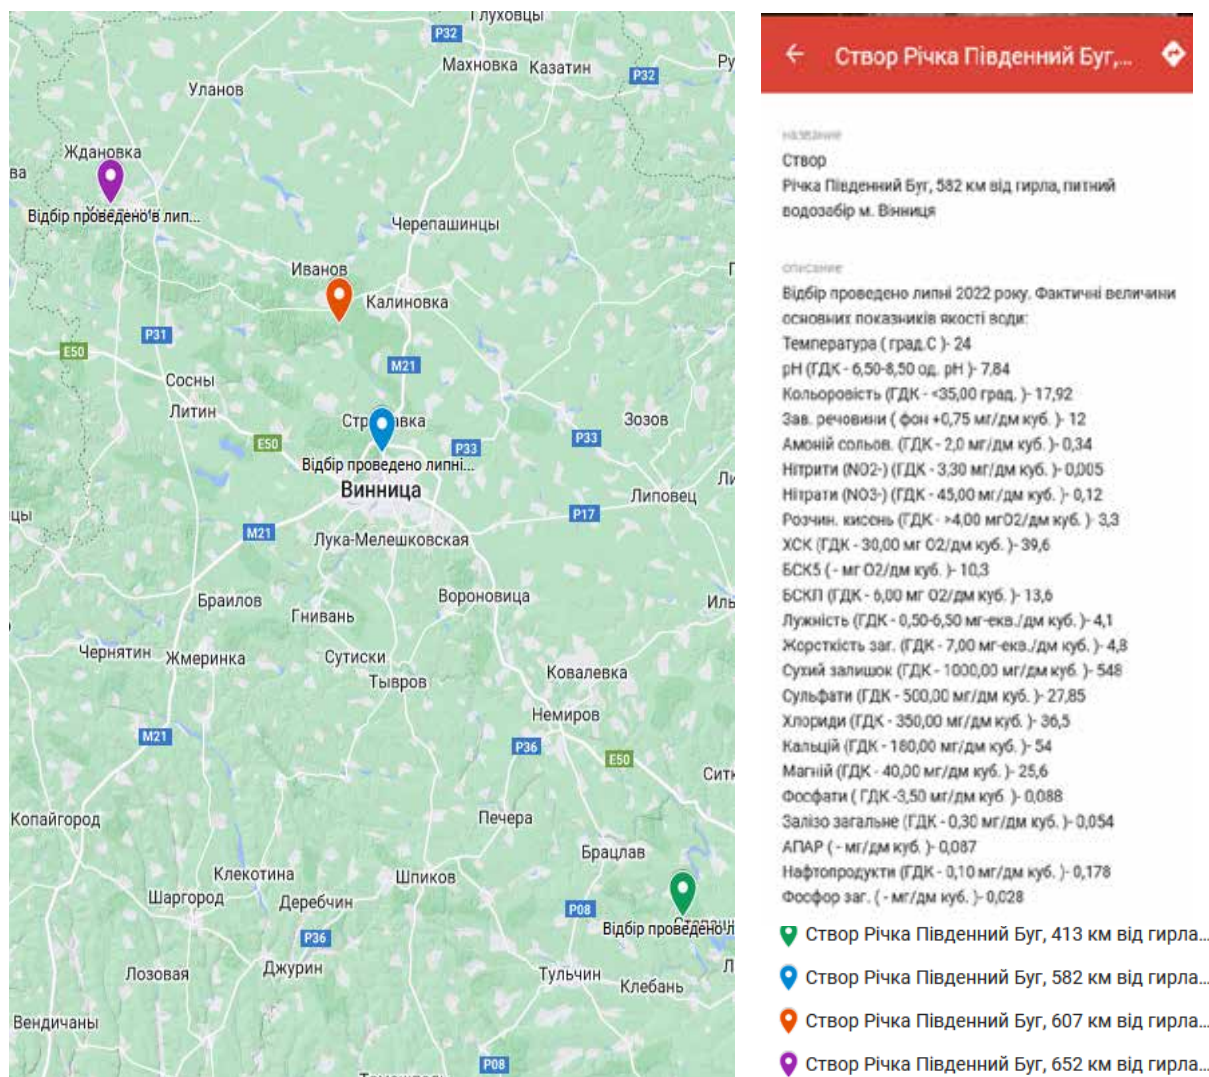 Глуховцы
P32
Махновка
Казатин
P32
Ру
Уланов
Ждановка
ва
Відбір проведено в лип...
Черепашинцы
Иванов
Калиновка
P31
E50
M21
Сосны
Литин
E50
P33
P33
Зозов
Відбір проведено липні...
Винница
Липовец
Ли
цы
P17
M21
Лука-Мелешковская
Браилов
Гнивань
Вороновица
Иль
Чернятин
Жмеринка
Сутиски
Тывров
Ковалевка
Немиров
M21
P36
E50
Ситк
Копайгород
Печера
Брацлав
Клекотина
Шпиков
Шаргород
Деребчин
P08
Відбір проведено л
P36
Лозовая
Джурин
Тульчин
Клебань
Л
Вендичаны
P08
Створ Річка Південний Буг,...
название
Створ
Річка Південний Буг, 582 км від гирла, питний
водозабір м. Вінниця
описание
Відбір проведено липні 2022 року. Фактичні величини
основних показників якості води:
Температура ( град.С )- 24
pH (ГДК - 6,50-8,50 од. pH )- 7,84
Кольоровість (ГДК - <35,00 град. )- 17,92
Зав. речовини ( фон +0,75 мг/дм куб. )- 12
Амоній сольов. (ГДК - 2,0 мг/дм куб. )- 0,34
Нітрити (NO2-) (ГДК - 3,30 мг/дм куб. )- 0,005
Нітрати (NO3-) (ГДК - 45,00 мг/дм куб. )- 0,12
Розчин. кисень (ГДК - >4,00 мгО2/дм куб. )- 3,3
ХСК (ГДК - 30,00 мг О2/дм куб. )- 39,6
БСК5 ( - мг О2/дм куб. )- 10,3
БСКП (ГДК - 6,00 мг О2/дм куб. )- 13,6
Лужність (ГДК - 0,50-6,50 мг-екв./дм куб. )- 4,1
Жорсткість заг. (ГДК - 7,00 мг-екв./дм куб. )- 4,8
Сухий залишок (ГДК - 1000,00 мг/дм куб. )- 548
Сульфати (ГДК - 500,00 мг/дм куб. )- 27,85
Хлориди (ГДК - 350,00 мг/дм куб. )- 36,5
Кальцій (ГДК - 180,00 мг/дм куб. )- 54
Магній (ГДК - 40,00 мг/дм куб. )- 25,6
Фосфати ( ГДК -3,50 мг/дм куб )- 0,088
Залізо загальне (ГДК - 0,30 мг/дм куб. )- 0,054
АПАР ( - мг/дм куб. )- 0,087
Нафтопродукти (ГДК - 0,10 мг/дм куб. )- 0,178
Фосфор заг. ( - мг/дм куб. )- 0,028
Створ Річка Південний Буг, 413 км від гирла...
Створ Річка Південний Буг, 582 км від гирла...
Створ Річка Південний Буг, 607 км від гирла...
Створ Річка Південний Буг, 652 км від гирла...